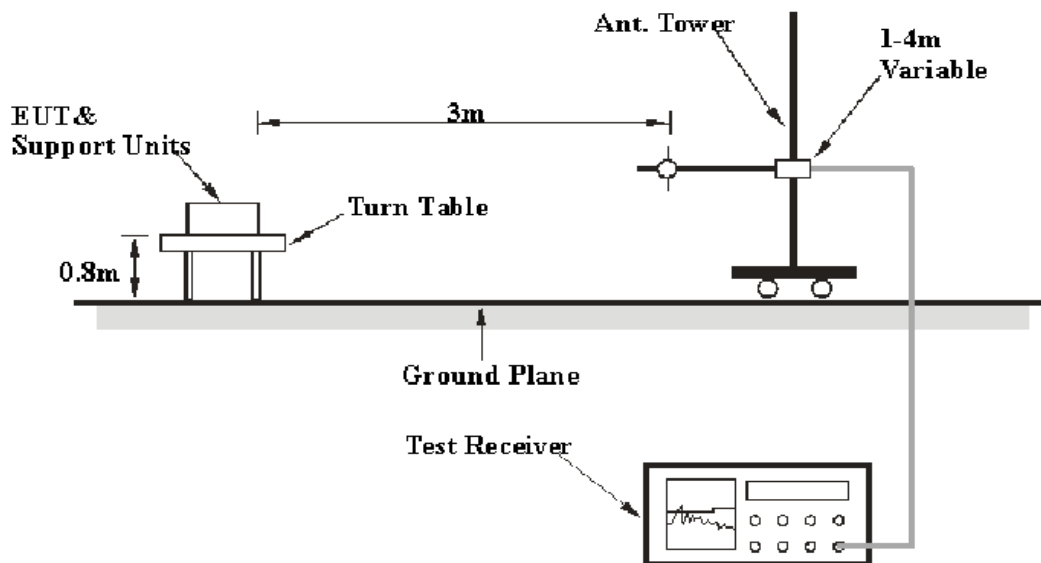 Ant. Tower
1-4m
Variable
3m
EUT &
Support Units
Turn Table
0.8m
Ground Plane
Test Receiver